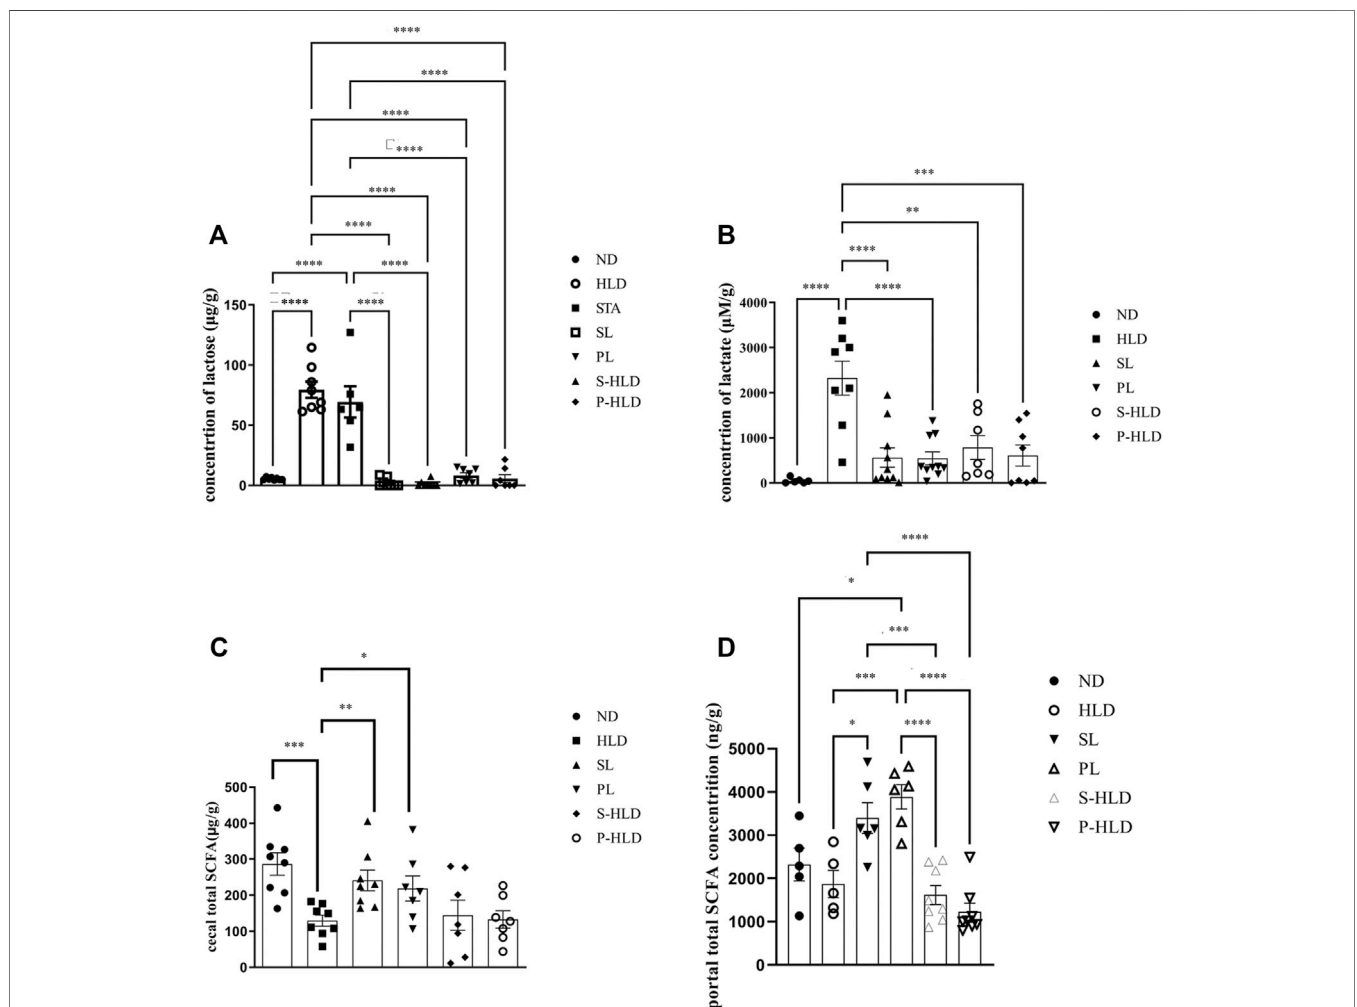 A
****
****
****
****
****
****
****
****
****
****
concentrtion of lactose (µg/g)
150
100
50
0
ND
HLD
STA
SL
PL
S-HLD
P-HLD
B
***
**
****
****
****
concentration of lactate (µM/g)
4000
3000
2000
1000
0
ND
HLD
SL
PL
S-HLD
P-HLD
C
*
**
***
cecal total SCFA(µg/g)
500
400
300
200
100
0
ND
HLD
SL
PL
S-HLD
P-HLD
D
****
*
***
***
****
*
****
portal total SCFA concentrition (ng/g)
5000
4000
3000
2000
1000
0
ND
HLD
SL
PL
S-HLD
P-HLD